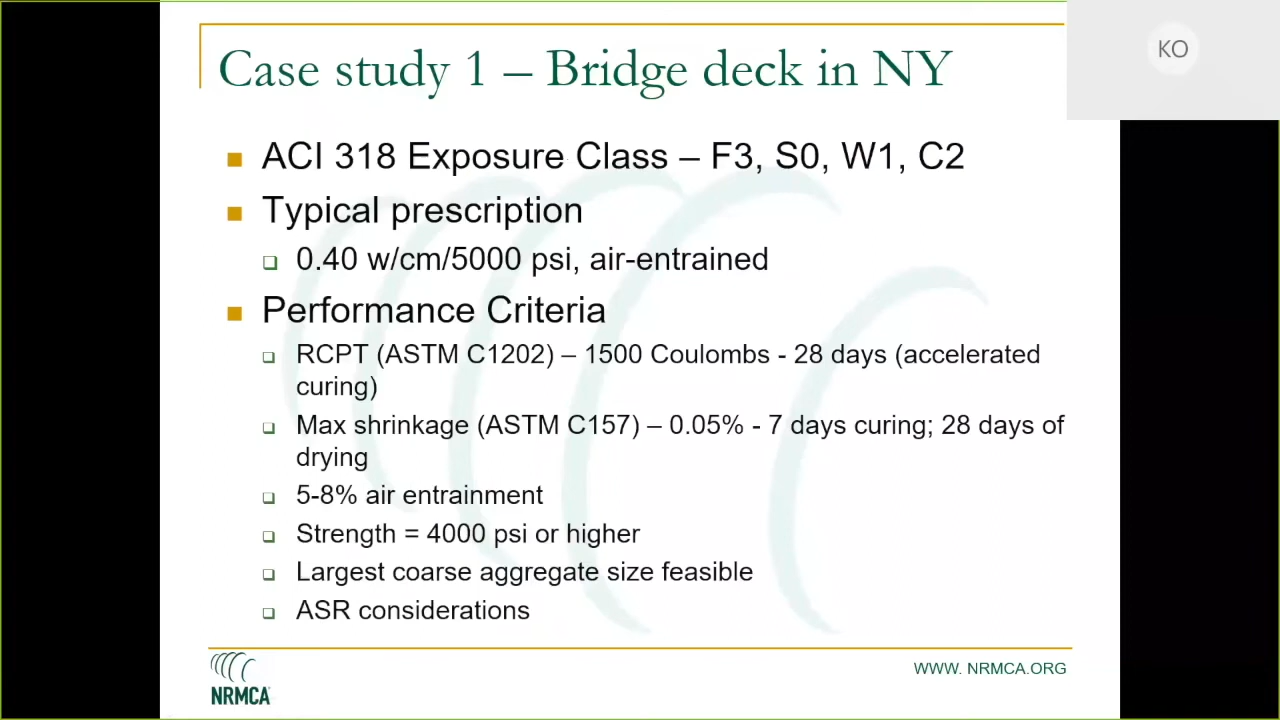 Case study 1 – Bridge deck in NY
KO
ACI 318 Exposure Class – F3, S0, W1, C2
Typical prescription
0.40 w/cm/5000 psi, air-entrained
Performance Criteria
RCPT (ASTM C1202) – 1500 Coulombs - 28 days (accelerated
curing)
Max shrinkage (ASTM C157) – 0.05% - 7 days curing; 28 days of
drying
5-8% air entrainment
Strength = 4000 psi or higher
Largest coarse aggregate size feasible
ASR considerations
NRMCA
WWW. NRMCA.ORG